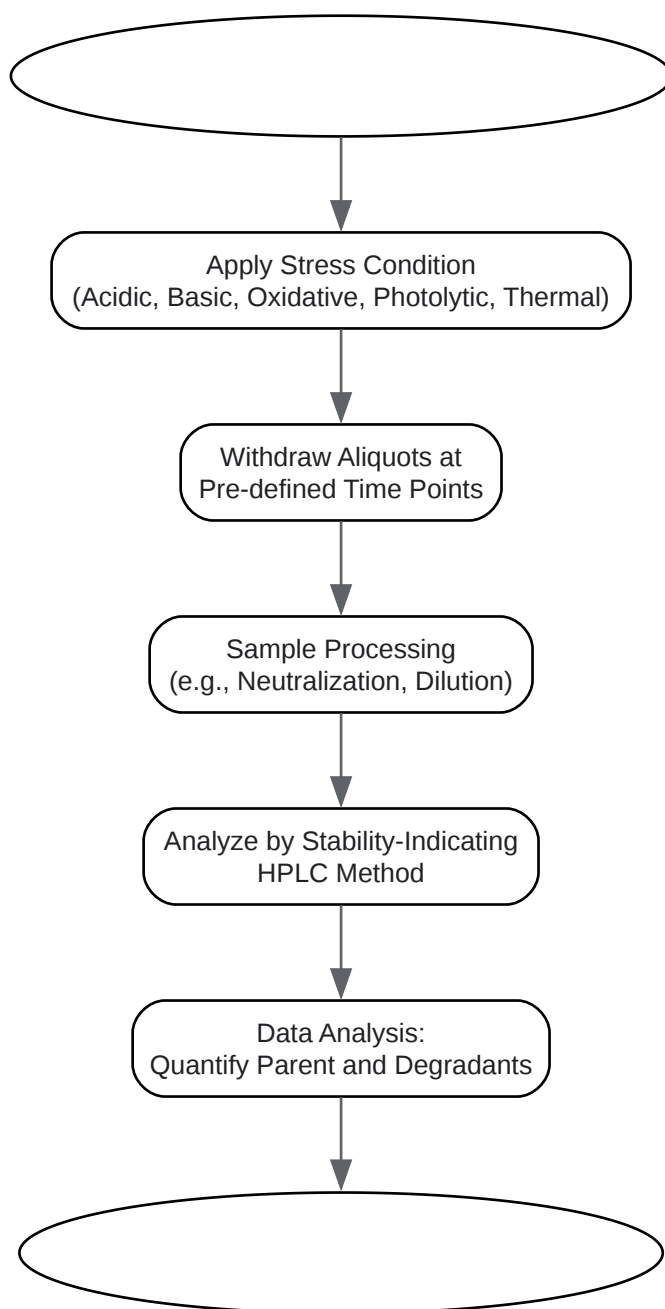 Apply Stress Condition
(Acidic, Basic, Oxidative, Photolytic, Thermal)
Withdraw Aliquots at
Pre-defined Time Points
Sample Processing
(e.g., Neutralization, Dilution)
Analyze by Stability-Indicating
HPLC Method
Data Analysis:
Quantify Parent and Degradants